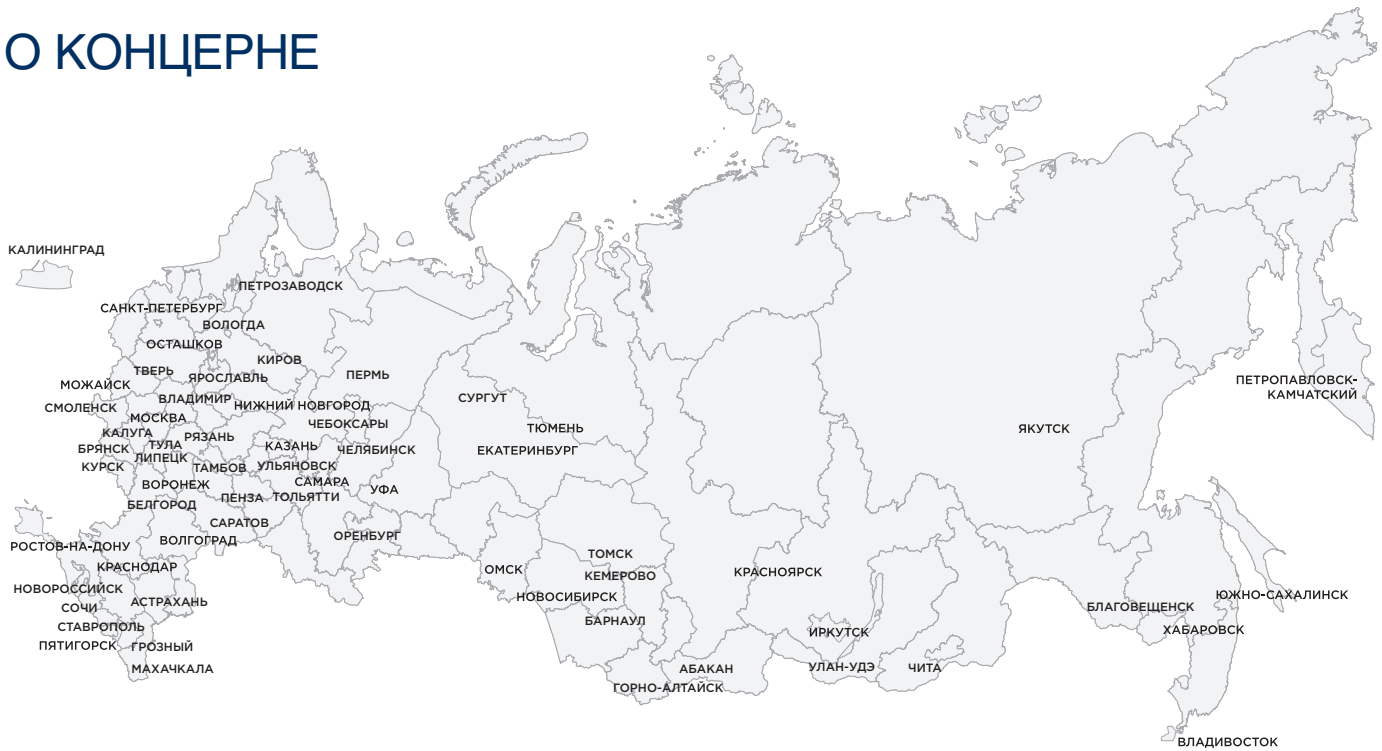 О КОНЦЕРНЕ
КАЛИНИНГРАД
ПЕТРОЗАВОДСК
САНКТ-ПЕТЕРБУРГ
ВОЛОГДА
ОСТАШКОВ
КИРОВ
ТВЕРЬ
ЯРОСЛАВЛЬ
ПЕРМЬ
МОЖАЙСК
ПЕТРОПАВЛОВСК-
КАМЧАТСКИЙ
ВЛАДИМИР
СУРГУТ
СМОЛЕНСК
НИЖНИЙ НОВГОРОД
МОСКВА
ЧЕБОКСАРЫ
ТЮМЕНЬ
ЯКУТСК
КАЛУГА
РЯЗАНЬ
БРЯНСК
ТУЛА
КАЗАНЬ
ЧЕЛЯБИНСК
ЕКАТЕРИНБУРГ
ЛИПЕЦК
КУРСК
ТАМБОВ
УЛЬЯНОВСК
ВОРОНЕЖ
САМАРА
УФА
ПЕНЗА
ТОЛЬЯТТИ
БЕЛГОРОД
САРАТОВ
ОРЕНБУРГ
ВОЛГОГРАД
РОСТОВ-НА-ДОНУ
ТОМСК
КРАСНОДАР
ОМСК
КЕМЕРОВО
КРАСНОЯРСК
НОВОРОССИЙСК
НОВОСИБИРСК
ЮЖНО-САХАЛИНСК
АСТРАХАНЬ
СОЧИ
БЛАГОВЕЩЕНСК
БАРНАУЛ
СТАВРОПОЛЬ
ИРКУТСК
ХАБАРОВСК
ПЯТИГОРСК
ГРОЗНЫЙ
МАХАЧКАЛА
АБАКАН
УЛАН-УДЭ
ЧИТА
ГОРНО-АЛТАЙСК
ВЛАДИВОСТОК